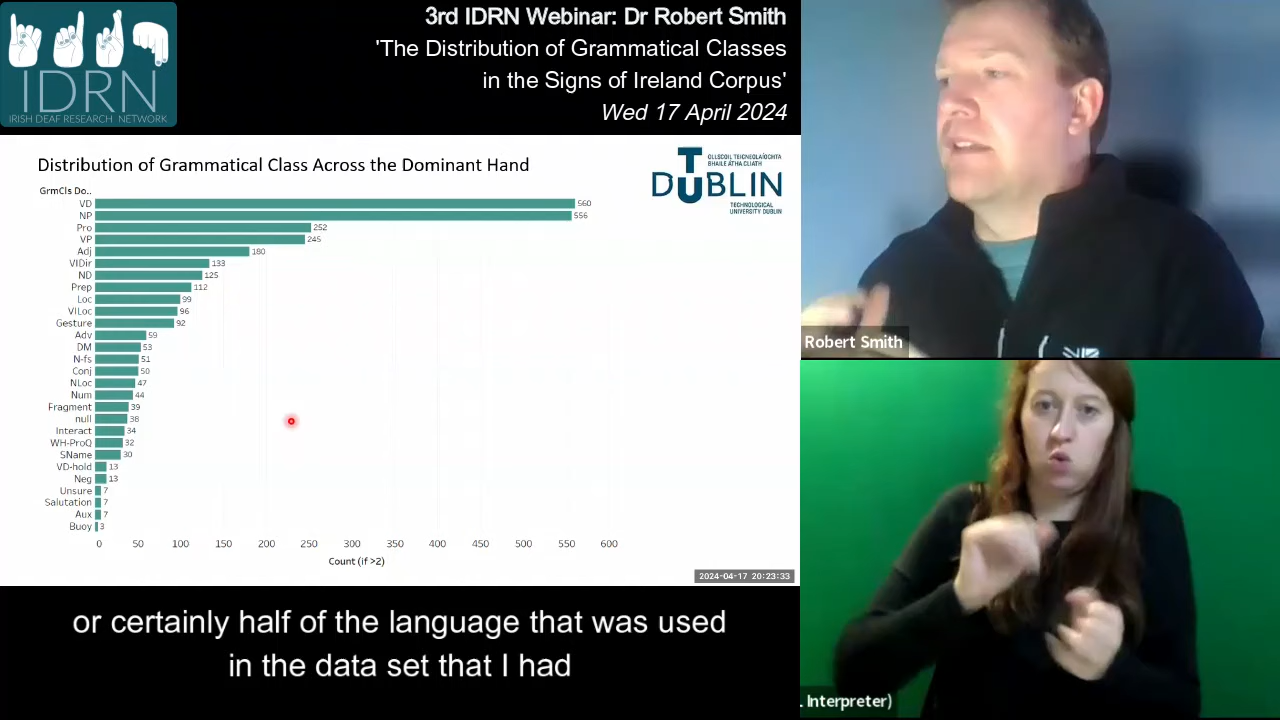 3rd IDRN Webinar: Dr Robert Smith
'The Distribution of Grammatical Classes
in the Signs of Ireland Corpus'
Wed 17 April 2024
IDRN
IRISH DEAF RESEARCH NETWORK
Distribution of Grammatical Class Across the Dominant Hand
T
U
DUBLIN
OLLSCOIL TEICNEOLAÍOCHTA
BHAILE ÁTHA CLIATH
TECHNOLOGICAL
UNIVERSITY DUBLIN
GrmCls Do..
VD 560
NP 556
Pro 252
VP 245
Adj 180
VIDir 133
ND 125
Prep 112
Loc 99
VILoc 96
Gesture 92
Adv 59
DM 53
N-fs 51
Conj 50
NLoc 47
Num 44
Fragment 39
null 38
Interact 34
WH-ProQ 32
SName 30
VD-hold 13
Neg 13
Unsure 7
Salutation 7
Aux 7
Buoy 3
0 50 100 150 200 250 300 350 400 450 500 550 600
Count (if >2)
2024-04-17 20:23:33
or certainly half of the language that was used
in the data set that I had
Robert Smith
Interpreter)